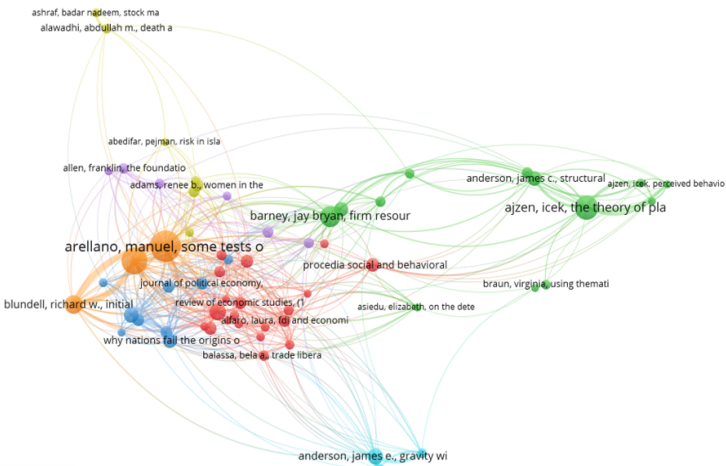 ashraf, badar nadeem, stock ma
alawadhi, abdullah m., death a
abedifar, pejman, risk in isla
allen, franklin, the foundatio
adams, renee b., women in the
anderson, james c., structural
ajzen, icek, perceived behavio
ajzen, icek, the theory of pla
barney, jay bryan, firm resour
arellano, manuel, some tests o
procedia social and behavioral
journal of political economy,
braun, virginia, using themati
blundell, richard w., initial
review of economic studies, (1
asiedu, elizabeth, on the dete
alfaro, laura, fdi and economi
why nations fail the origins o
balassa, bela a., trade libera
anderson, james e., gravity wi